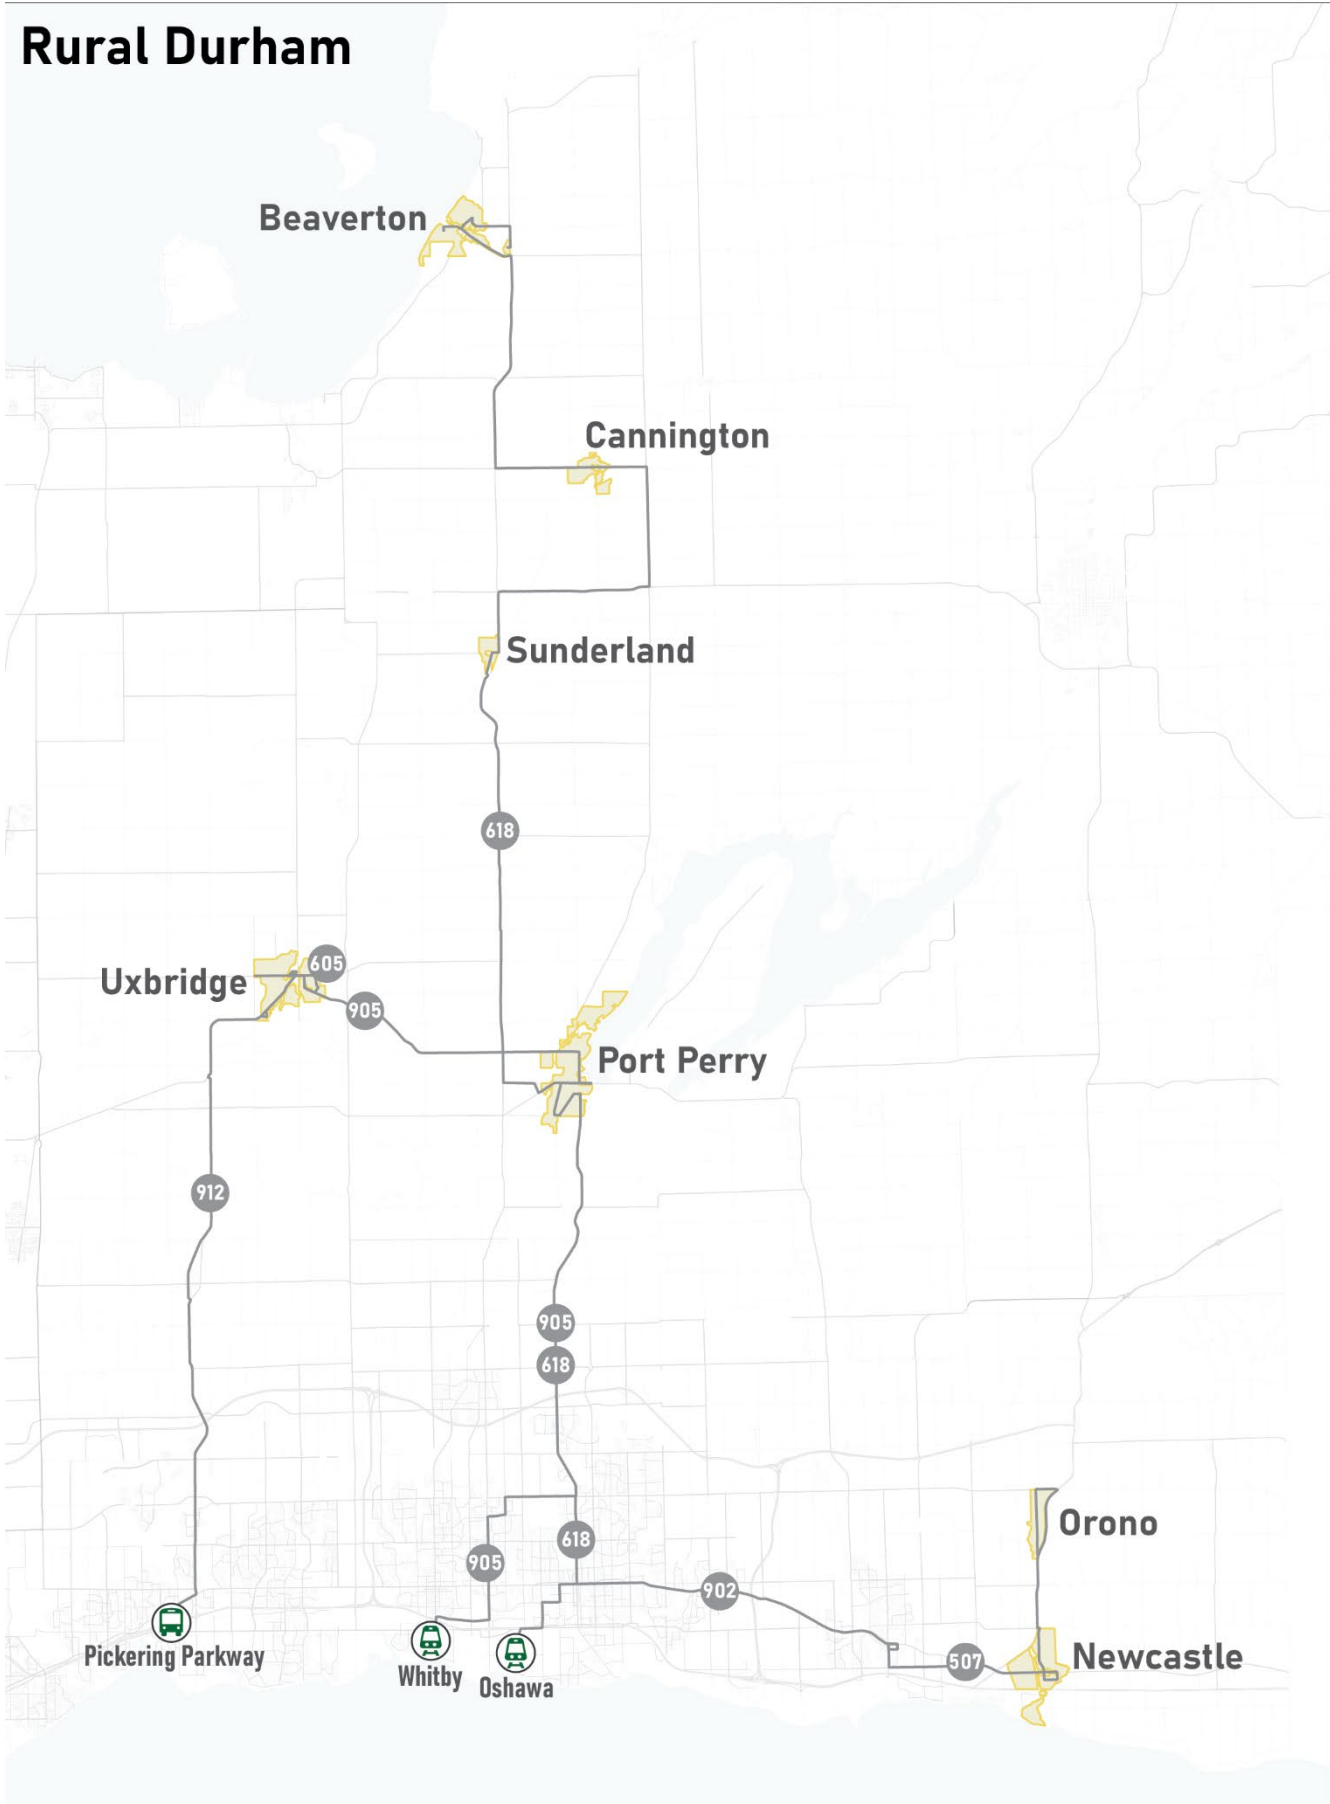 Rural Durham
Beaverton
Cannington
Sunderland
618
605
Uxbridge
905
Port Perry
912
905
618
618
905
902
Orono
507
Newcastle
Pickering Parkway
Whitby
Oshawa